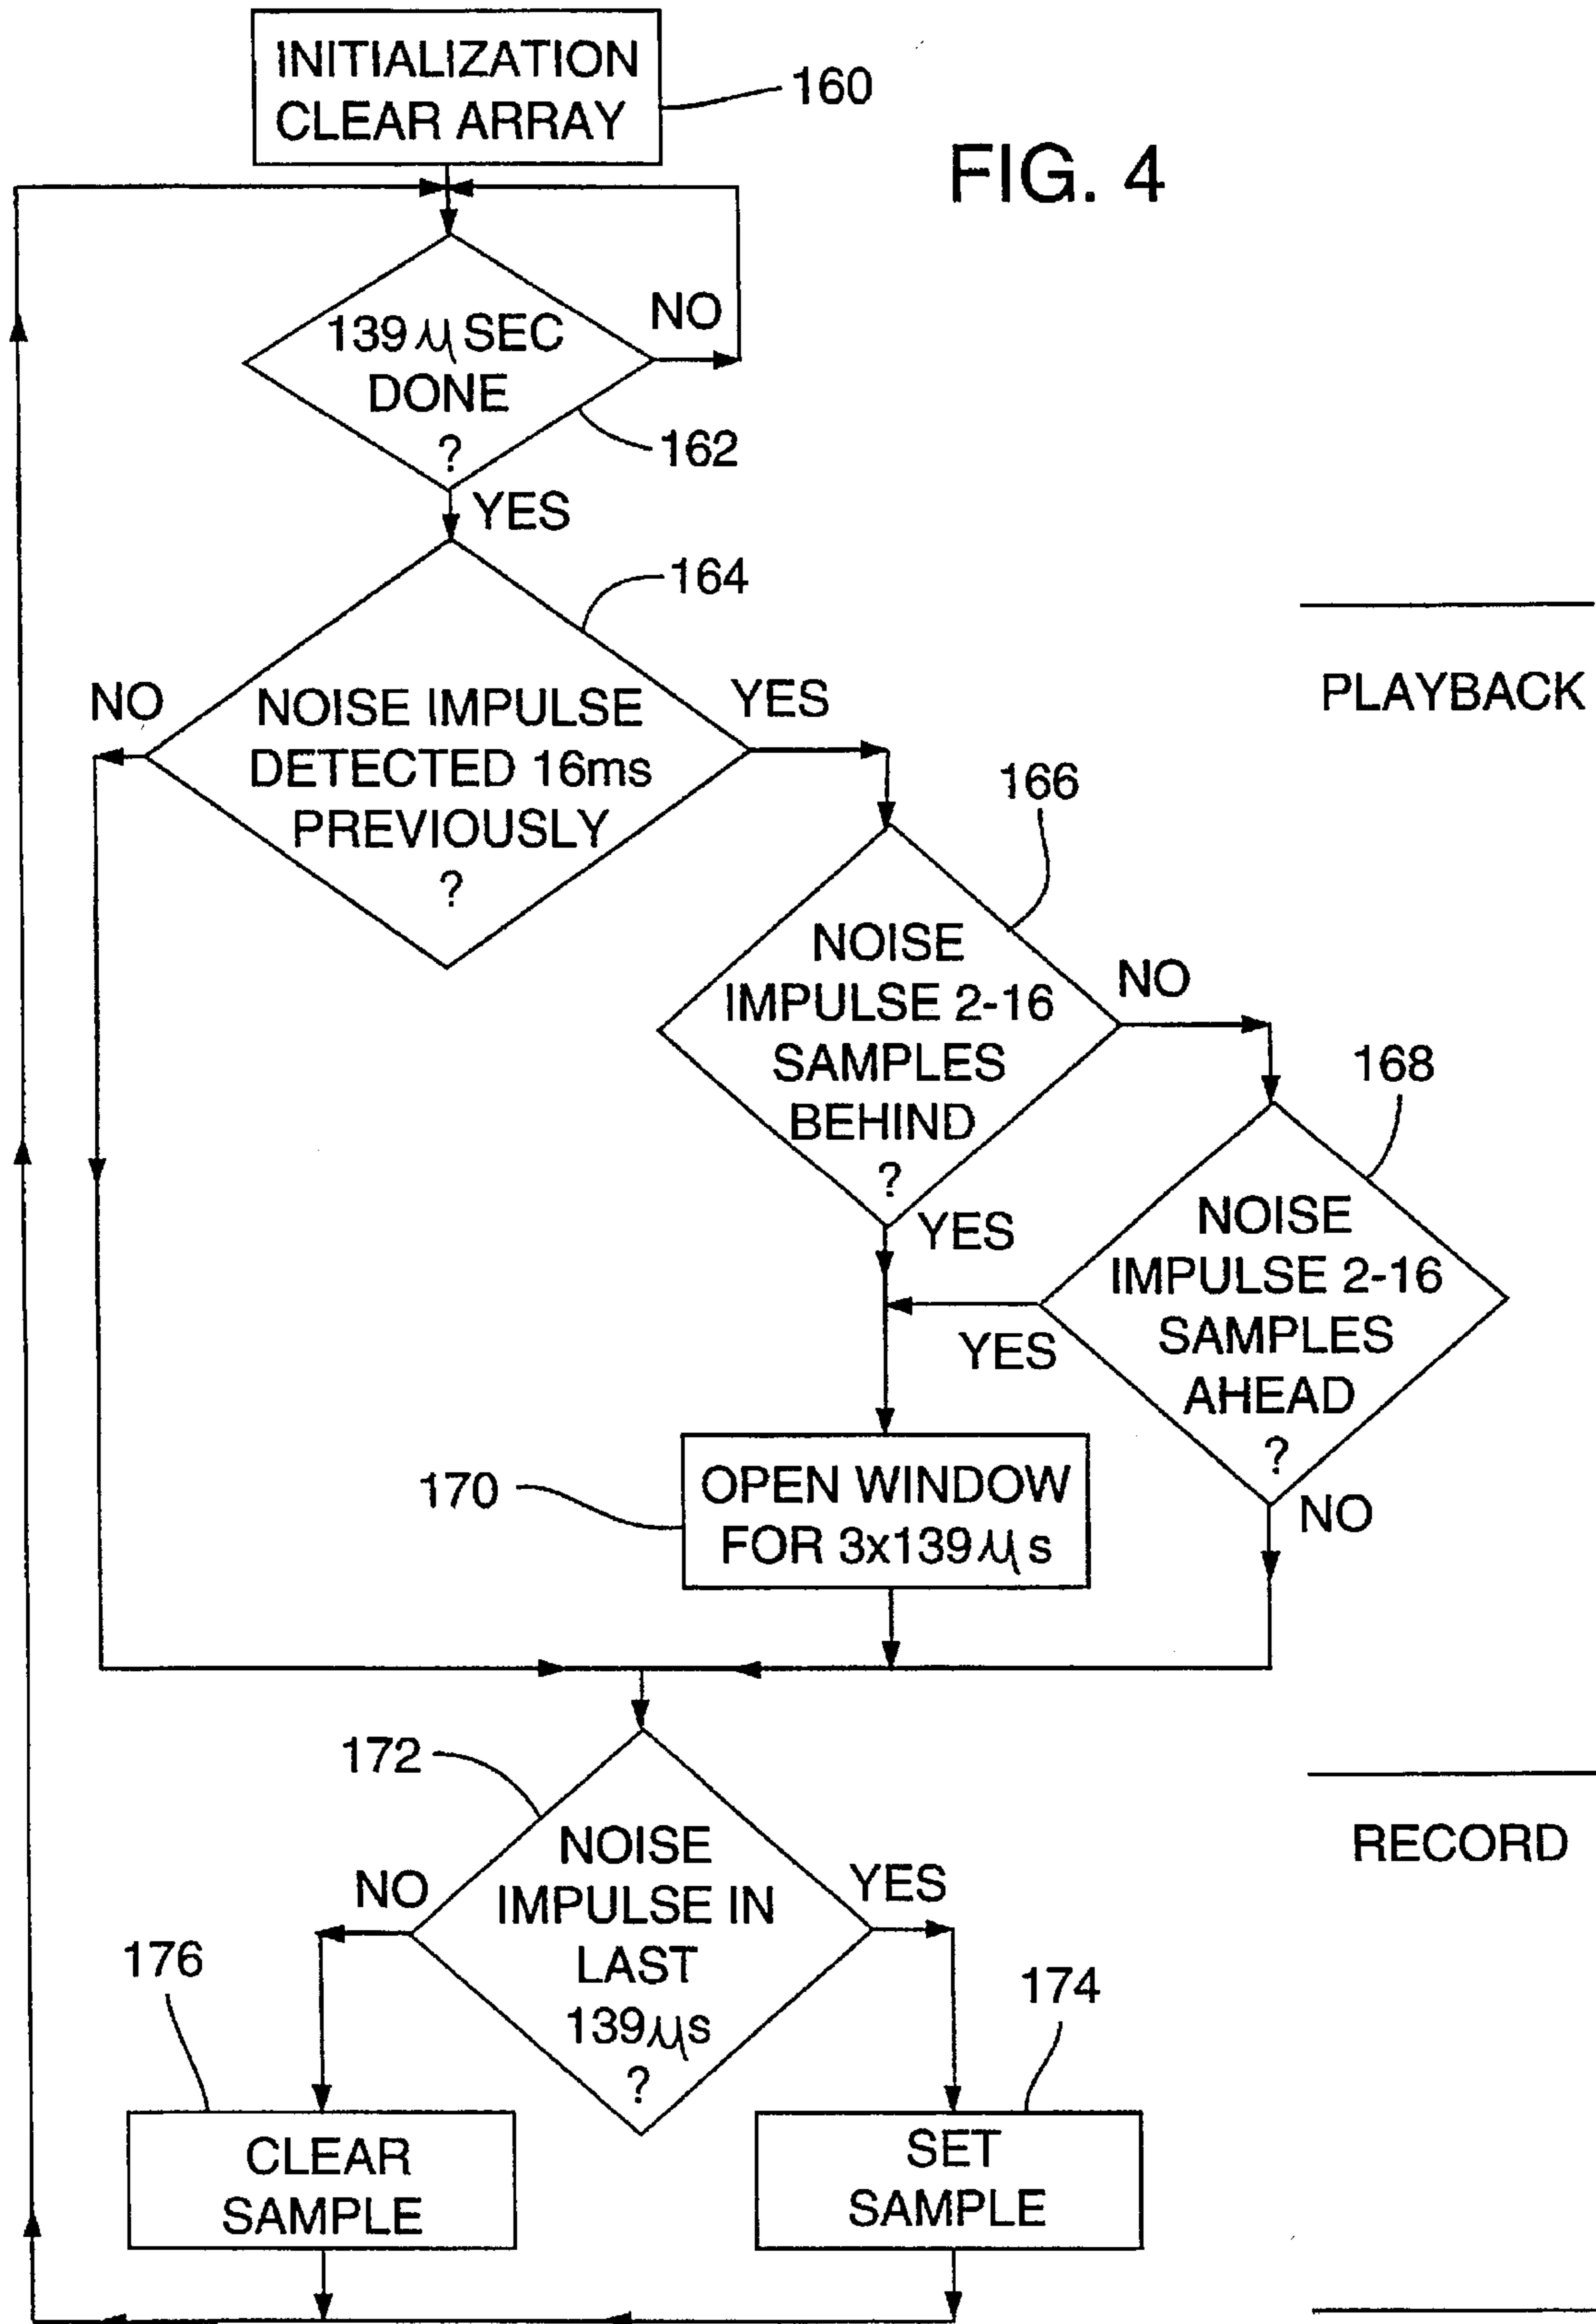 INITIALIZATION
CLEAR ARRAY
160
FIG. 4
139 μ SEC
DONE
?
NO
162
YES
164
NOISE IMPULSE
DETECTED 16ms
PREVIOUSLY
?
NO
YES
PLAYBACK
166
NOISE
IMPULSE 2-16
SAMPLES
BEHIND
?
NO
YES
168
NOISE
IMPULSE 2-16
SAMPLES
AHEAD
?
YES
NO
170
OPEN WINDOW
FOR 3x139 μ s
172
NOISE
IMPULSE IN
LAST
139 μs
?
NO
YES
RECORD
176
CLEAR
SAMPLE
174
SET
SAMPLE